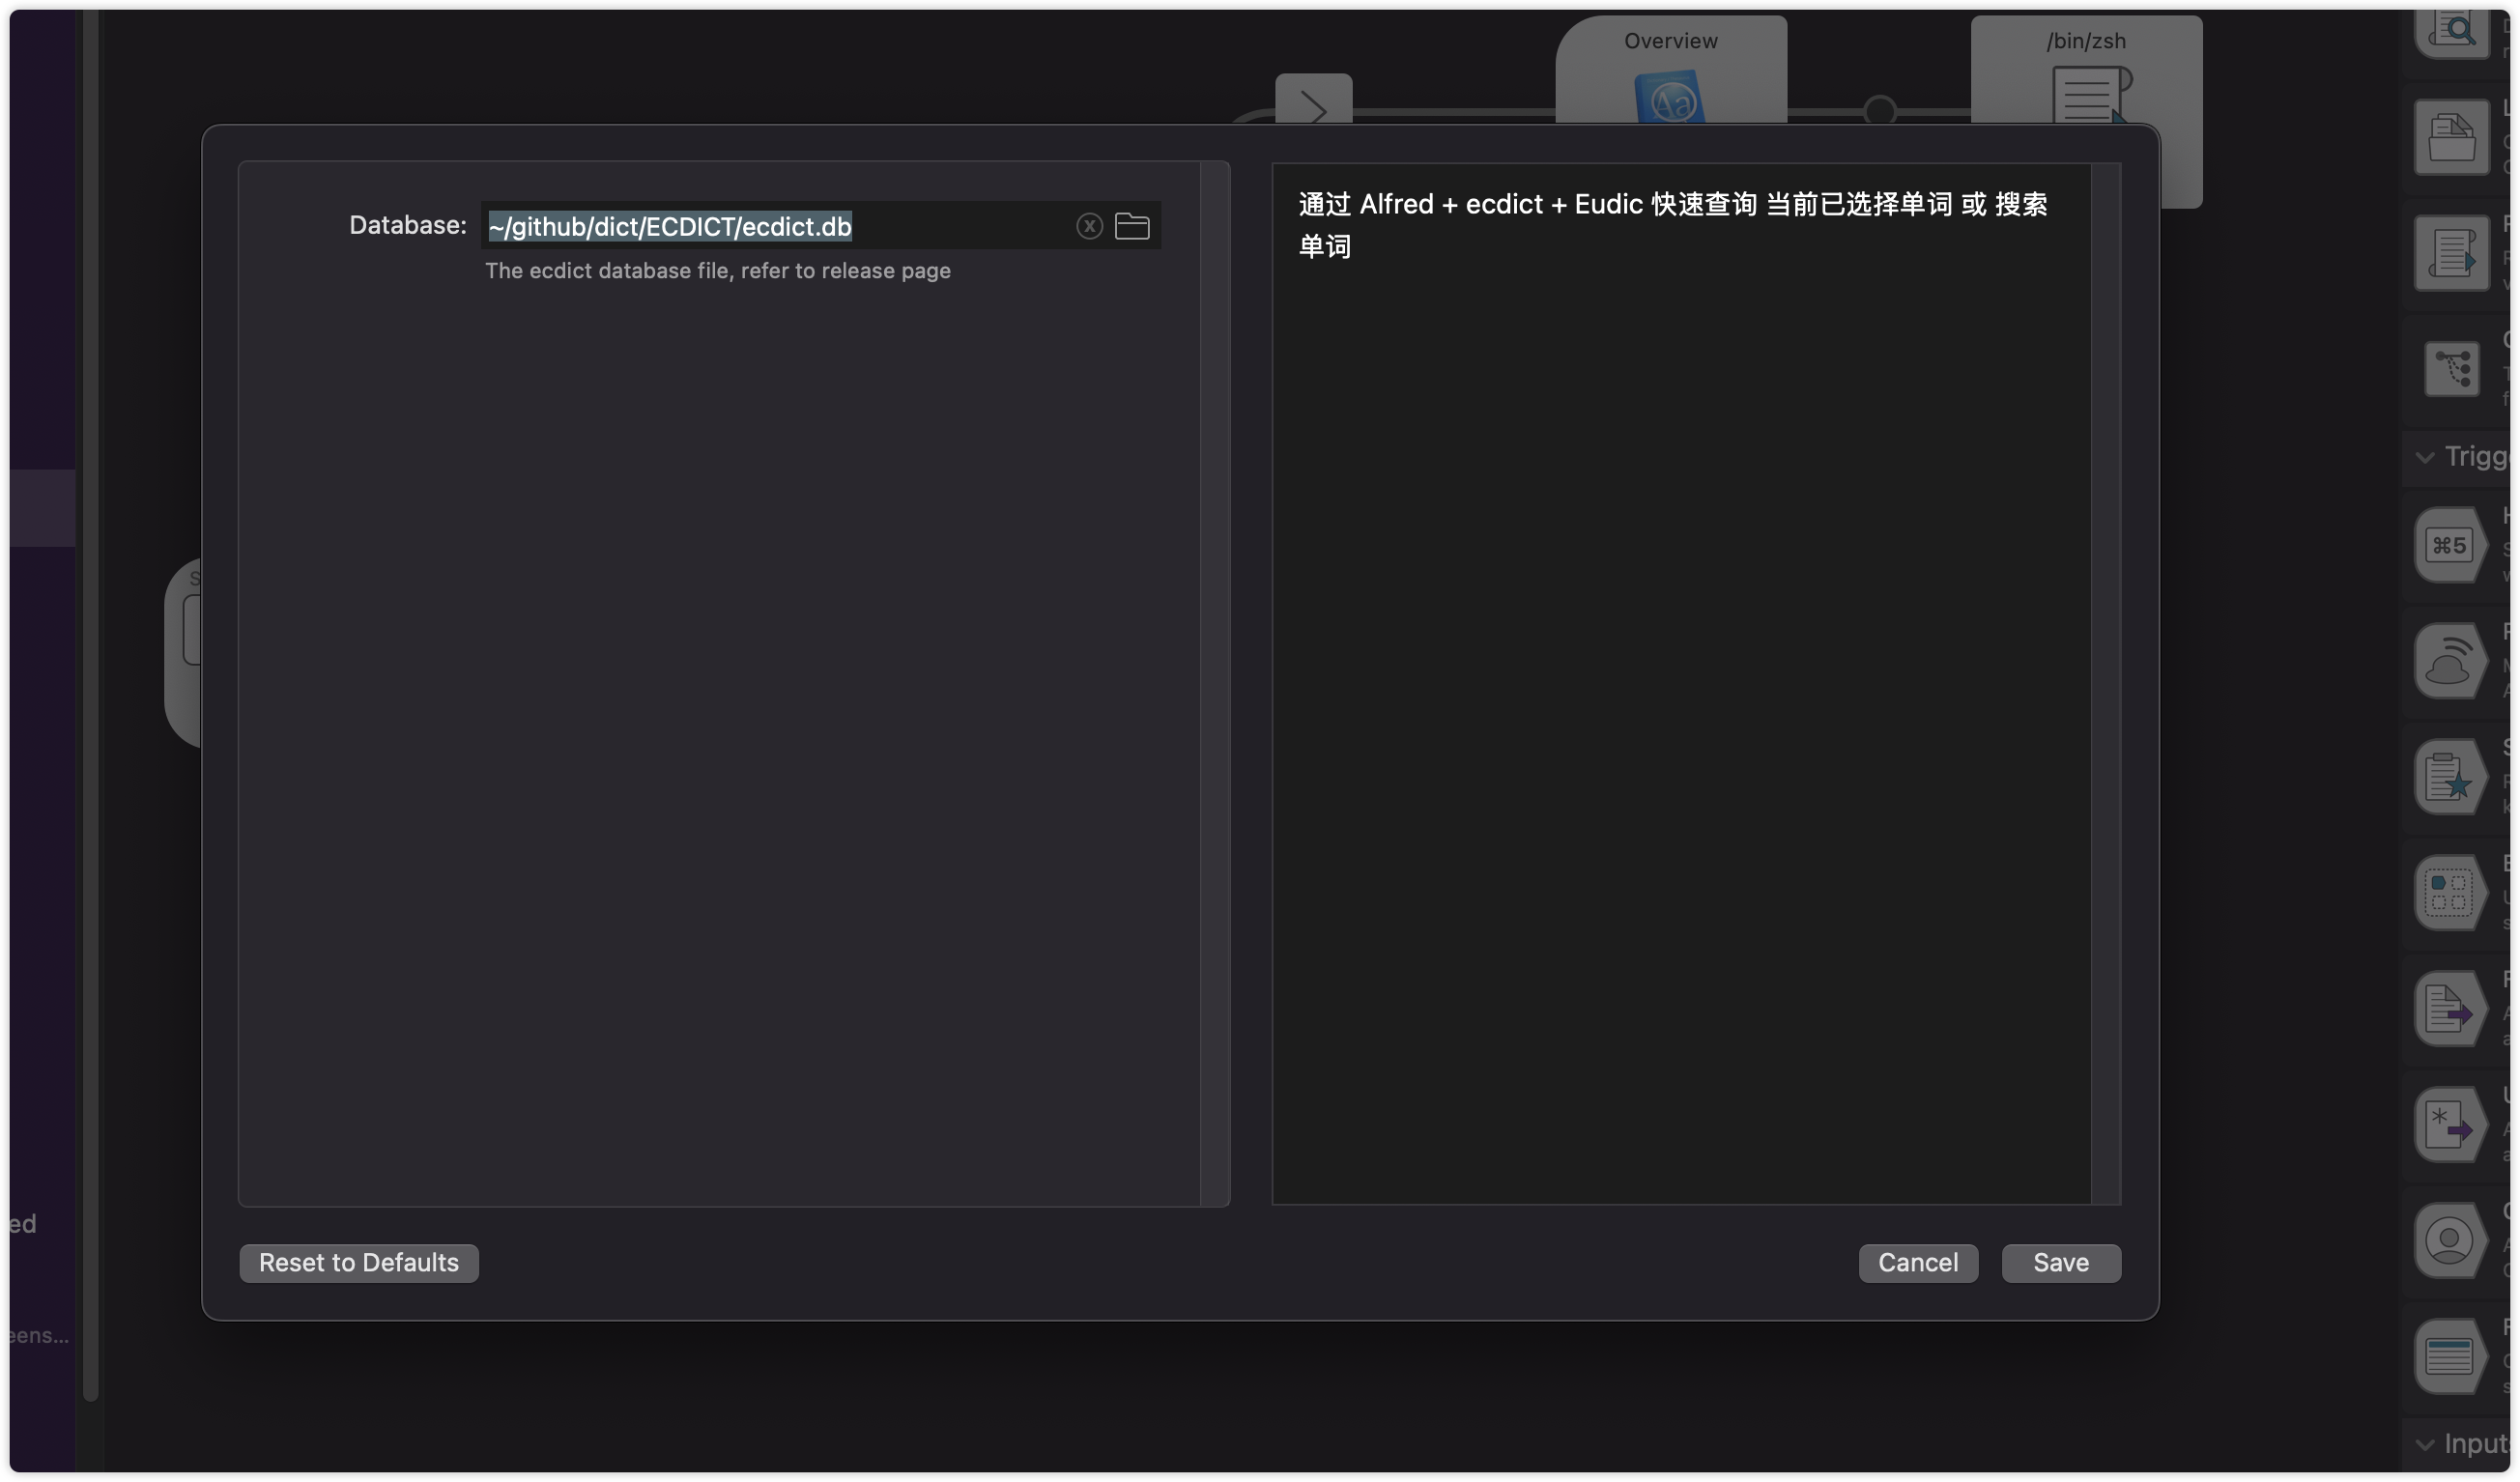 Overview
/bin/zsh
Database:
~/github/dict/ECDICT/ecdict.db
The ecdict database file, refer to release page
通过 Alfred + ecdict + Eudic 快速查询 当前已选择单词 或 搜索
单词
Aa
Trigg
⌘5
ed
eens...
Input
Reset to Defaults
Cancel
Save